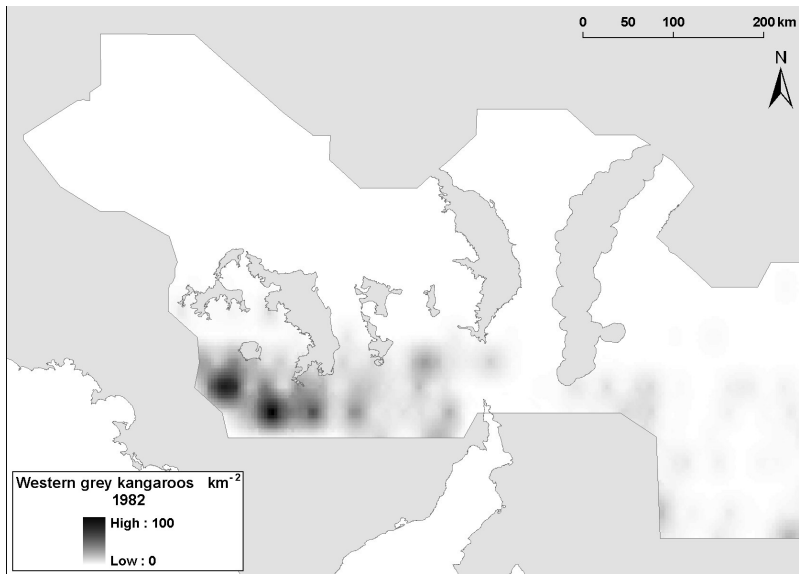 0 50 100 200 km
N
Western grey kangaroos km-2
1982
High : 100
Low : 0